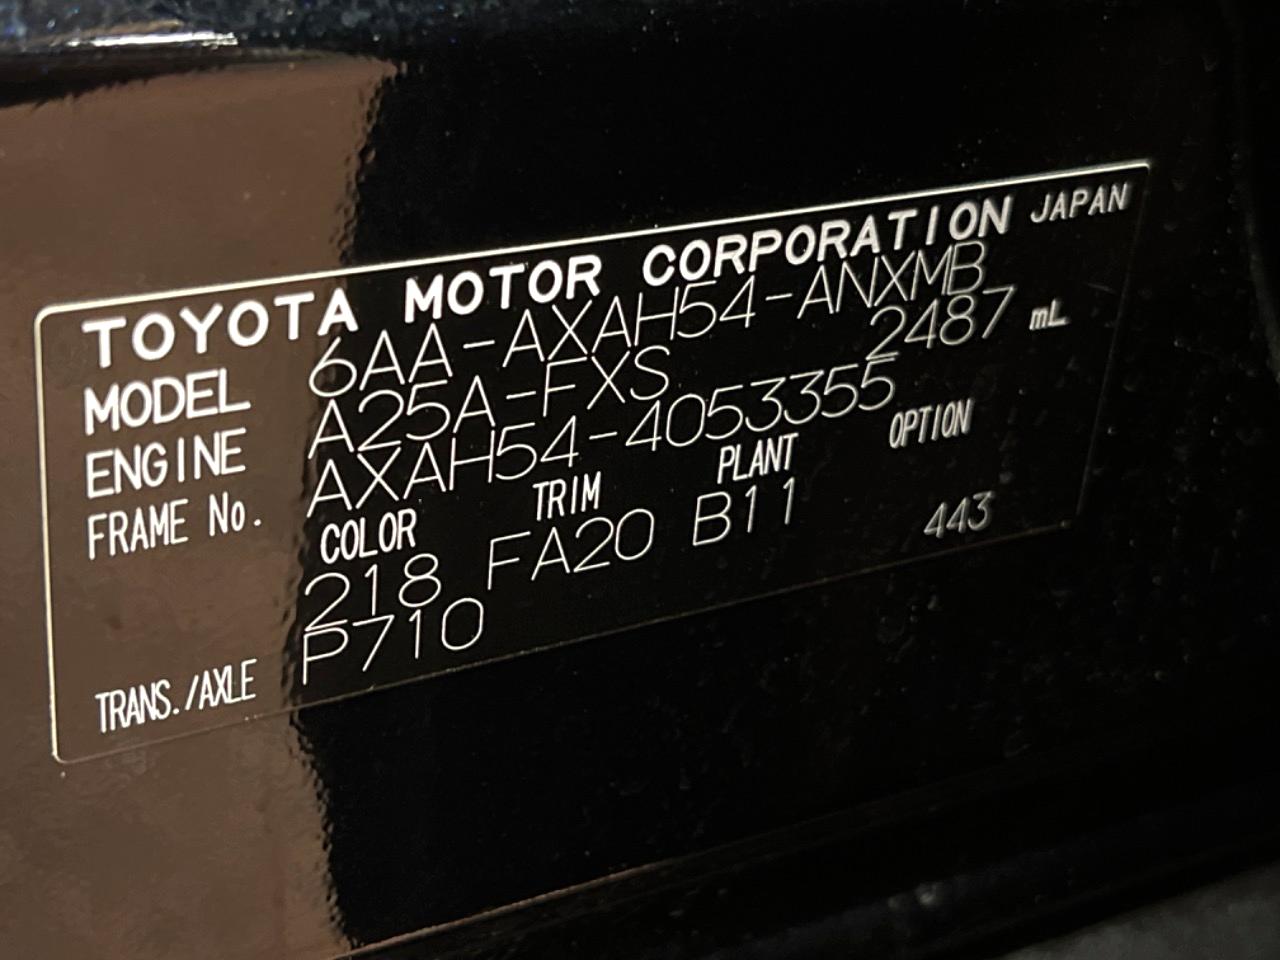 TOYOTA MOTOR CORPORATION JAPAN
MODEL 6AA-AXAH54-ANXMB
ENGINE A25A-FXS 2487 mL
FRAME No. AXAH54-4053355
COLOR TRIM PLANT OPTION
218 FA20 B11 443
TRANS./AXLE P710